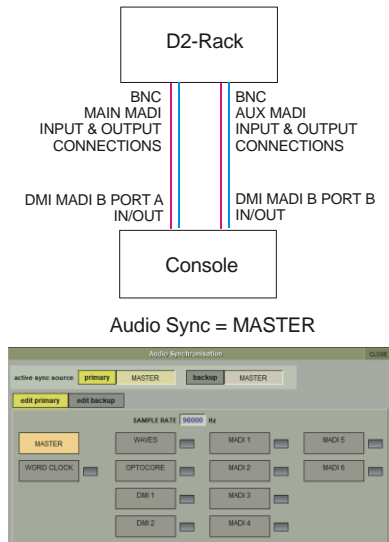 D2-Rack
BNC
MAIN MADI
INPUT & OUTPUT
CONNECTIONS
BNC
AUX MADI
INPUT & OUTPUT
CONNECTIONS
DMI MADI B PORT A
IN/OUT
DMI MADI B PORT B
IN/OUT
Console
Audio Sync = MASTER
Audio Synchronisation CLOSE
active sync source primary MASTER backup MASTER
edit primary edit backup
SAMPLE RATE 96000 Hz
MASTER WAVES MADI 1 MADI 5
WORD CLOCK OPTOCORE MADI 2 MADI 6
DMI 1 MADI 3
DMI 2 MADI 4